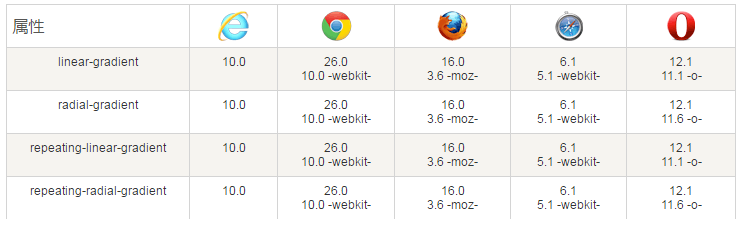 属性
linear-gradient 10.0 26.0 16.0 6.1 12.1
10.0 -webkit- 3.6 -moz- 5.1 -webkit- 11.1 -o-
radial-gradient 10.0 26.0 16.0 6.1 12.1
10.0 -webkit- 3.6 -moz- 5.1 -webkit- 11.6 -o-
repeating-linear-gradient 10.0 26.0 16.0 6.1 12.1
10.0 -webkit- 3.6 -moz- 5.1 -webkit- 11.1 -o-
repeating-radial-gradient 10.0 26.0 16.0 6.1 12.1
10.0 -webkit- 3.6 -moz- 5.1 -webkit- 11.6 -o-